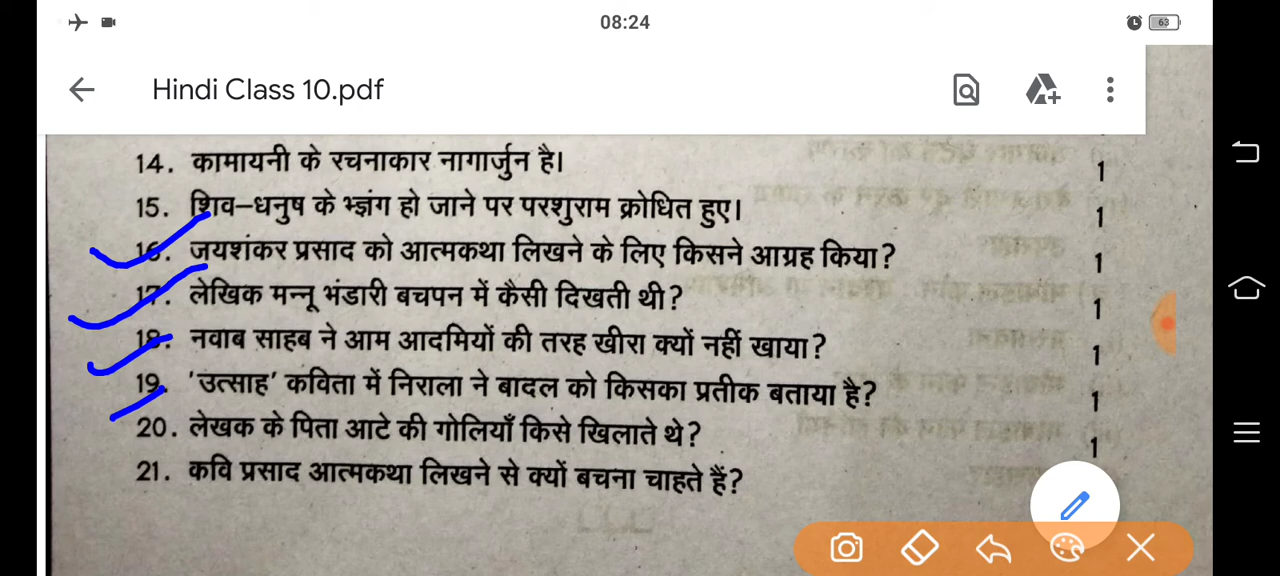 08:24
63
Hindi Class 10.pdf
14. कामायनी के रचनाकार नागार्जुन है। 1
15. शिव–धनुष के भ्ज्ञंग हो जाने पर परशुराम क्रोधित हुए। 1
16. जयशंकर प्रसाद को आत्मकथा लिखने के लिए किसने आग्रह किया? 1
17. लेखिक मन्नू भंडारी बचपन में कैसी दिखती थी? 1
18. नवाब साहब ने आम आदमियों की तरह खीरा क्यों नहीं खाया? 1
19. 'उत्साह' कविता में निराला ने बादल को किसका प्रतीक बताया है? 1
20. लेखक के पिता आटे की गोलियाँ किसे खिलाते थे? 1
21. कवि प्रसाद आत्मकथा लिखने से क्यों बचना चाहते हैं?